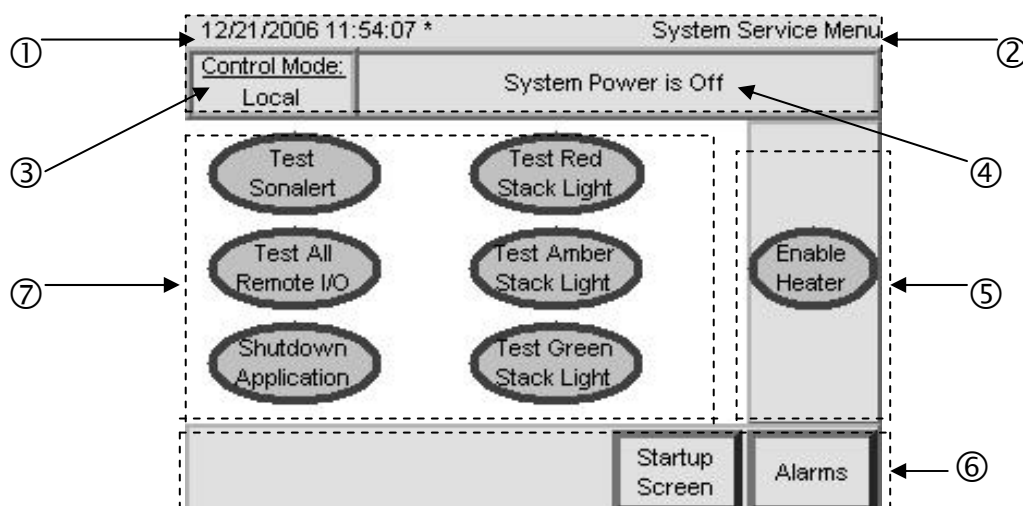 ① 12/21/2006 11:54:07 * System Service Menu ②
Control Mode:
Local
System Power is Off
③ ④
Test
Sonalert
Test Red
Stack Light
Test All
Remote I/O
Test Amber
Stack Light
Enable
Heater
⑦ ⑤
Shutdown
Application
Test Green
Stack Light
Startup
Screen
Alarms
⑥